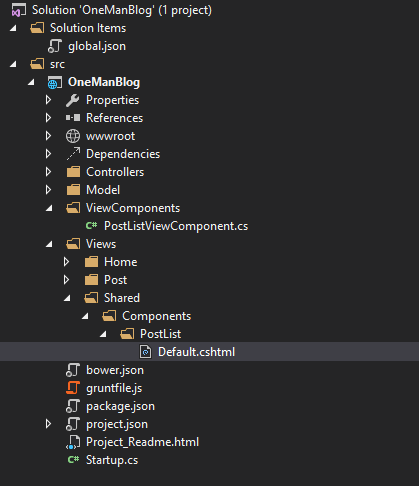 Solution 'OneManBlog' (1 project)
Solution Items
global.json
src
OneManBlog
Properties
References
wwwroot
Dependencies
Controllers
Model
ViewComponents
C# PostListViewComponent.cs
Views
Home
Post
Shared
Components
PostList
Default.cshtml
bower.json
gruntfile.js
package.json
project.json
Project_Readme.html
C# Startup.cs